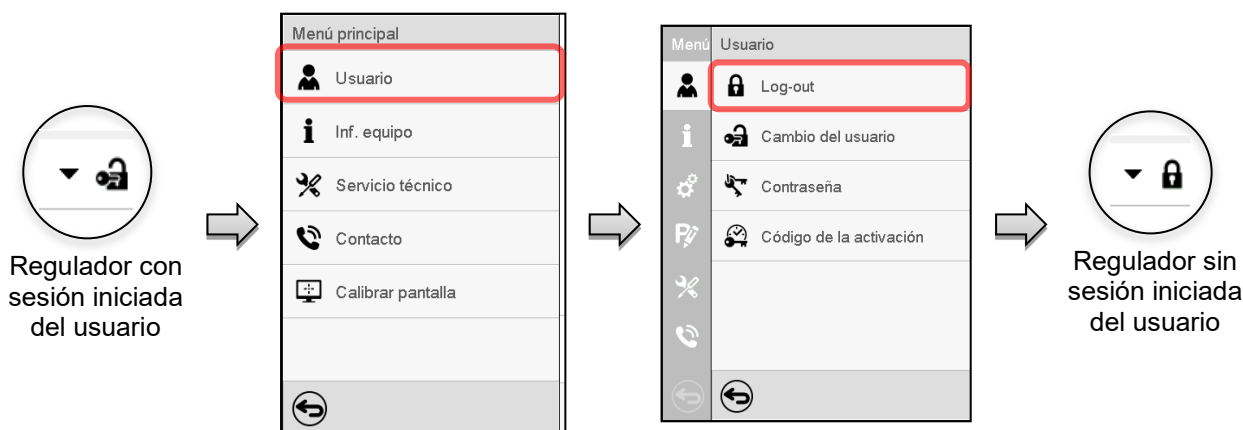 Regulador con
sesión iniciada
del usuario
Menú principal
Usuario
Inf. equipo
Servicio técnico
Contacto
Calibrar pantalla
Menú
Usuario
Log-out
Cambio del usuario
Contraseña
Código de la activación
Regulador sin
sesión iniciada
del usuario